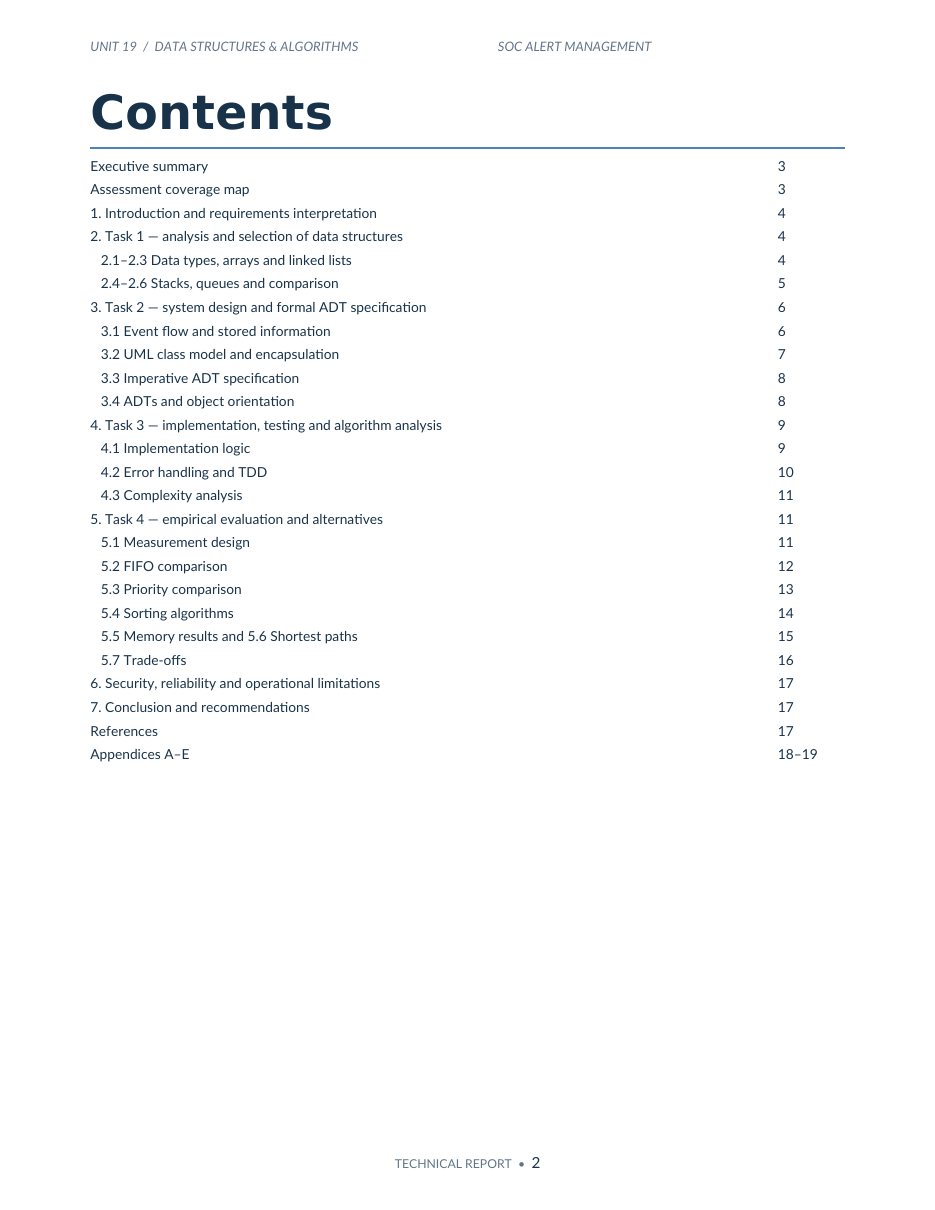 UNIT 19 / DATA STRUCTURES & ALGORITHMS SOC ALERT MANAGEMENT
Contents
Executive summary 3
Assessment coverage map 3
1. Introduction and requirements interpretation 4
2. Task 1 — analysis and selection of data structures 4
2.1–2.3 Data types, arrays and linked lists 4
2.4–2.6 Stacks, queues and comparison 5
3. Task 2 — system design and formal ADT specification 6
3.1 Event flow and stored information 6
3.2 UML class model and encapsulation 7
3.3 Imperative ADT specification 8
3.4 ADTs and object orientation 8
4. Task 3 — implementation, testing and algorithm analysis 9
4.1 Implementation logic 9
4.2 Error handling and TDD 10
4.3 Complexity analysis 11
5. Task 4 — empirical evaluation and alternatives 11
5.1 Measurement design 11
5.2 FIFO comparison 12
5.3 Priority comparison 13
5.4 Sorting algorithms 14
5.5 Memory results and 5.6 Shortest paths 15
5.7 Trade-offs 16
6. Security, reliability and operational limitations 17
7. Conclusion and recommendations 17
References 17
Appendices A–E 18–19
TECHNICAL REPORT • 2